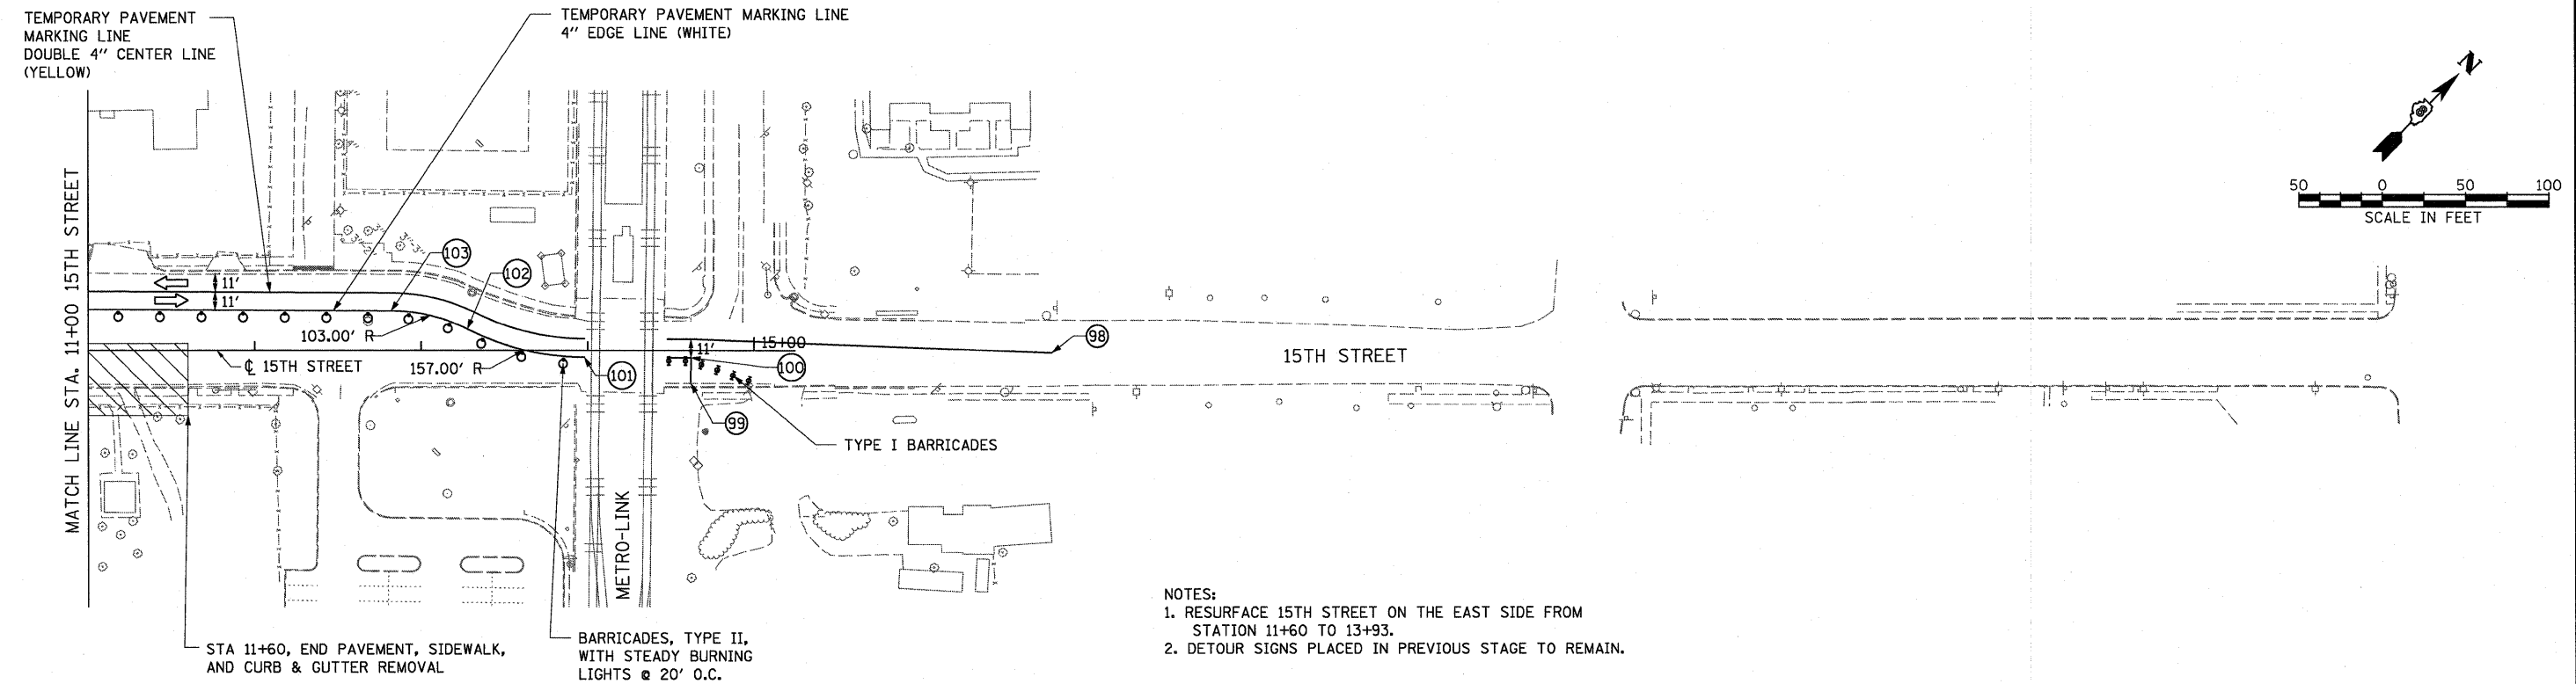 TEMPORARY PAVEMENT
MARKING LINE
DOUBLE 4" CENTER LINE
(YELLOW)
TEMPORARY PAVEMENT MARKING LINE
4" EDGE LINE (WHITE)
N
50 0 50 100
SCALE IN FEET
MATCH LINE STA. 11+00 15TH STREET
103
102
11'
11'
103.00' R
157.00' R
℄ 15TH STREET
101
11'
15+00
100
99
98
15TH STREET
TYPE I BARRICADES
METRO-LINK
STA 11+60, END PAVEMENT, SIDEWALK,
AND CURB & GUTTER REMOVAL
BARRICADES, TYPE II,
WITH STEADY BURNING
LIGHTS @ 20' O.C.
NOTES:
1. RESURFACE 15TH STREET ON THE EAST SIDE FROM
STATION 11+60 TO 13+93.
2. DETOUR SIGNS PLACED IN PREVIOUS STAGE TO REMAIN.